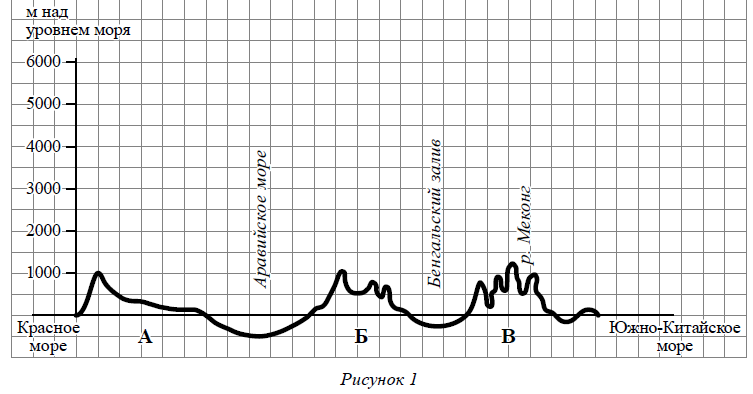 м над
уровнем моря
6000
5000
4000
3000
2000
1000
Аравийское море
Бенгальский залив
р. Меконг
Красное
море
А
Б
В
Южно-Китайское
море
Рисунок 1